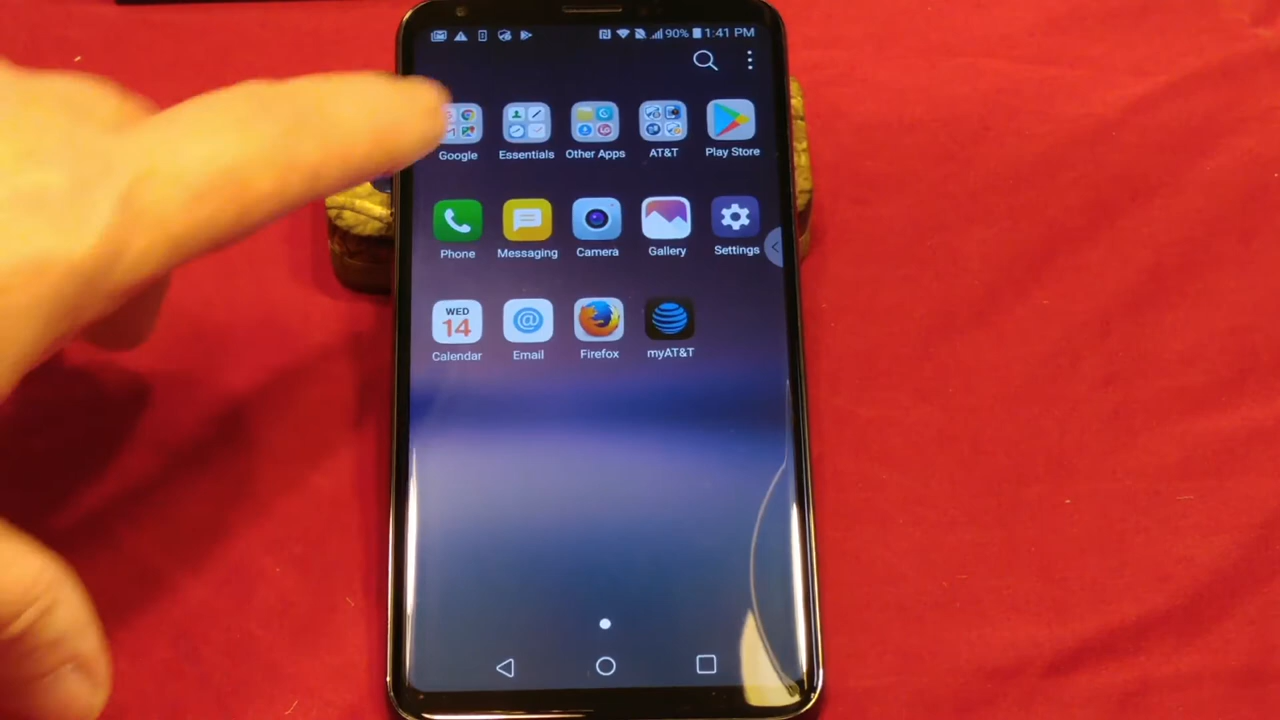 90% 1:41 PM
Google Essentials Other Apps AT&T Play Store
Phone Messaging Camera Gallery Settings
WED
14
@
Calendar Email Firefox myAT&T